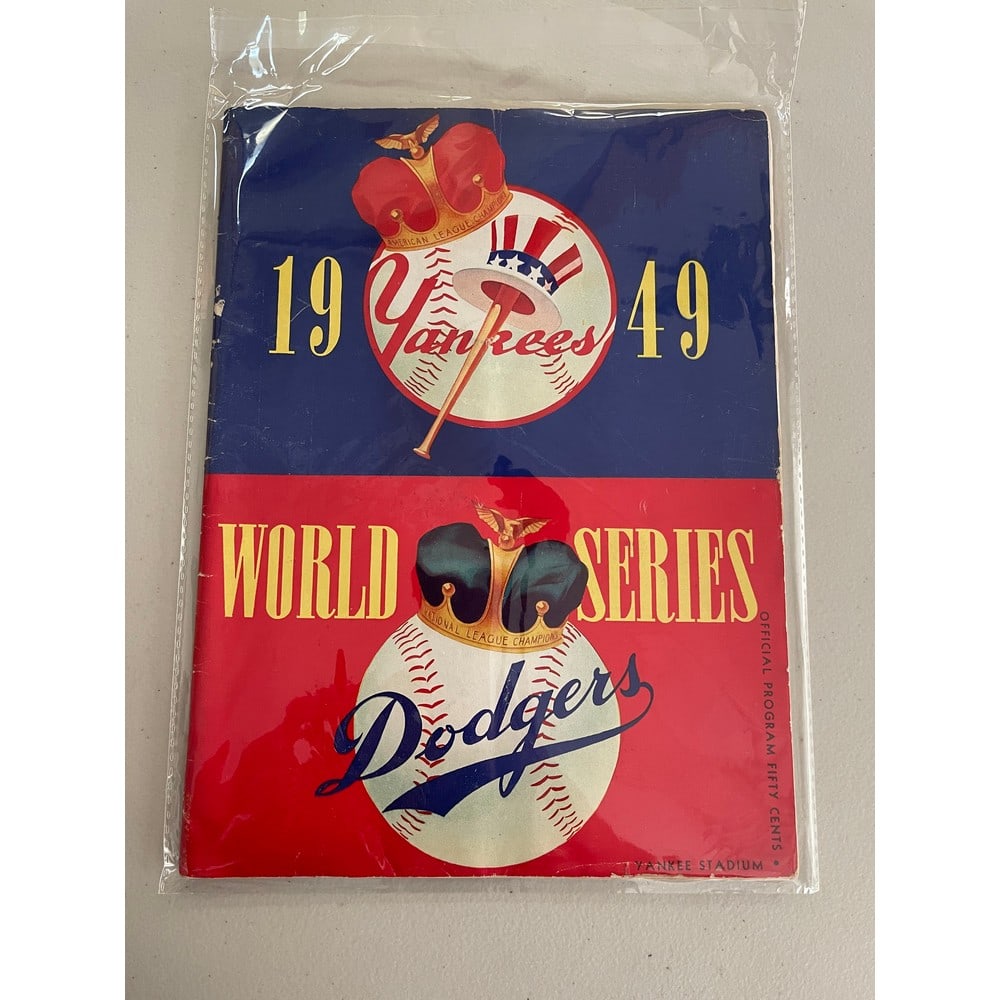 AMERICAN LEAGUE CHAMPIONS
19 49
Yankees
WORLD SERIES
NATIONAL LEAGUE CHAMPIONS
Dodgers
OFFICIAL PROGRAM FIFTY CENTS •
YANKEE STADIUM